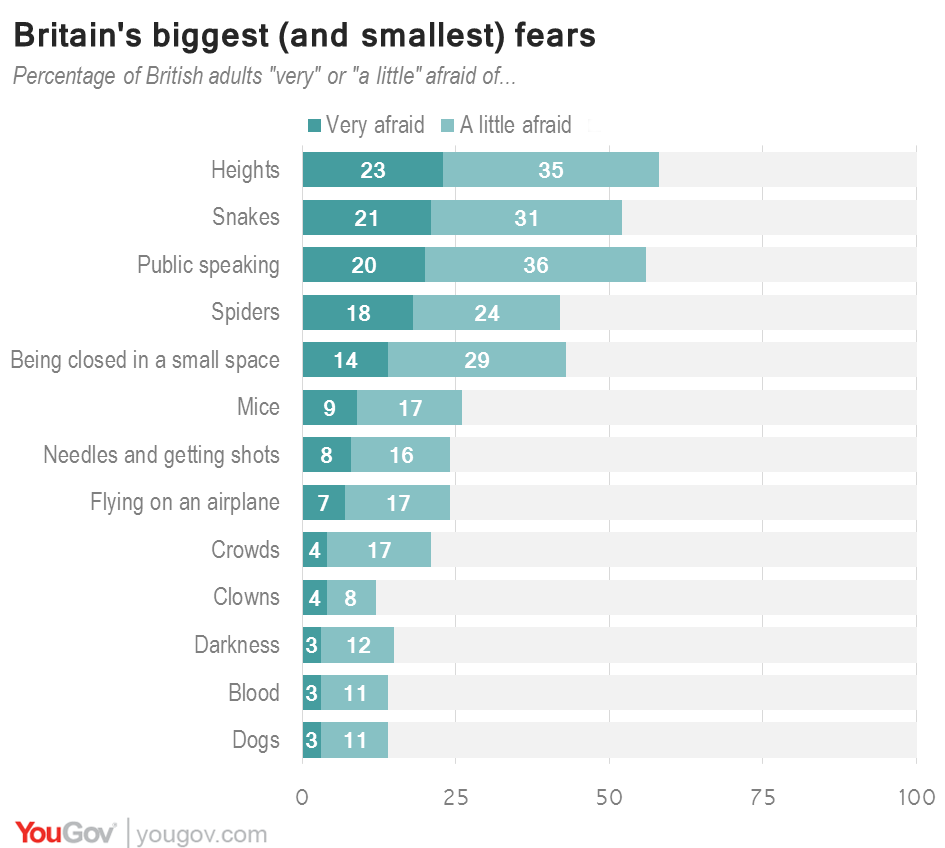 Britain's biggest (and smallest) fears
Percentage of British adults "very" or "a little" afraid of...
Very afraid A little afraid
Heights 23 35
Snakes 21 31
Public speaking 20 36
Spiders 18 24
Being closed in a small space 14 29
Mice 9 17
Needles and getting shots 8 16
Flying on an airplane 7 17
Crowds 4 17
Clowns 4 8
Darkness 3 12
Blood 3 11
Dogs 3 11
0 25 50 75 100
YouGov yougov.com